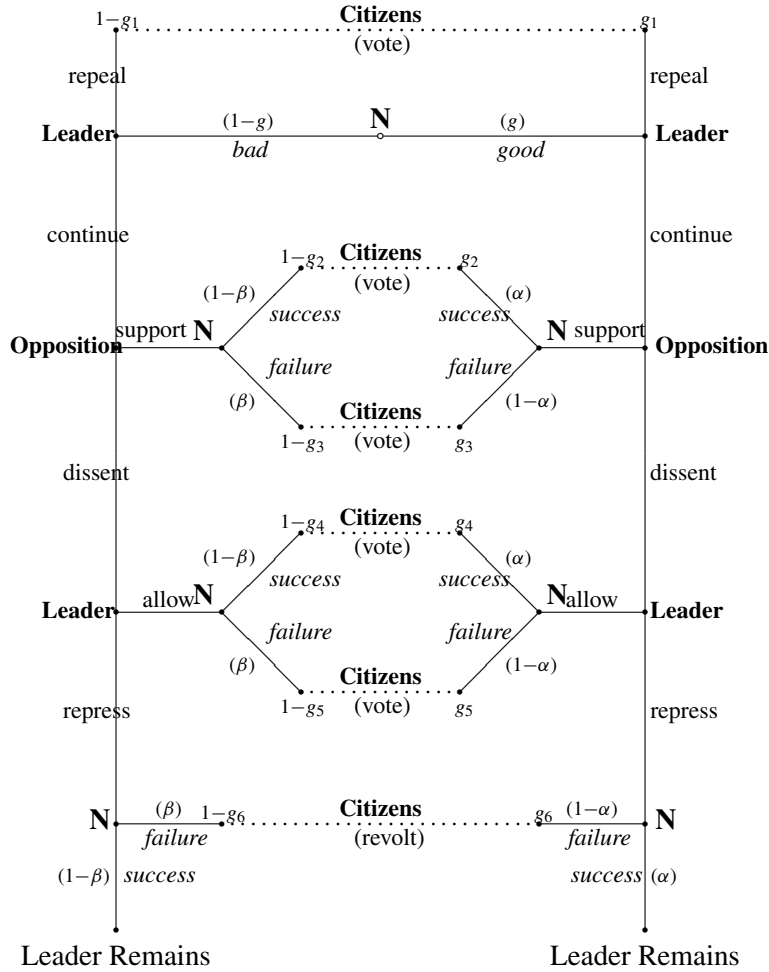 1−g₁ Citizens g₁
(vote)
repeal repeal
(1−g) N (g)
Leader Leader
bad good
continue continue
1−g₂ Citizens g₂
(vote)
(1−β) (α)
success success
support N N support
Opposition Opposition
failure failure
(β) (1−α)
Citizens
1−g₃ (vote) g₃
dissent dissent
1−g₄ Citizens g₄
(vote)
(1−β) (α)
success success
allow N N allow
Leader Leader
failure failure
(β) (1−α)
Citizens
1−g₅ (vote) g₅
repress repress
(β) 1−g₆ Citizens g₆ (1−α)
N N
failure (revolt) failure
(1−β) success success (α)
Leader Remains Leader Remains